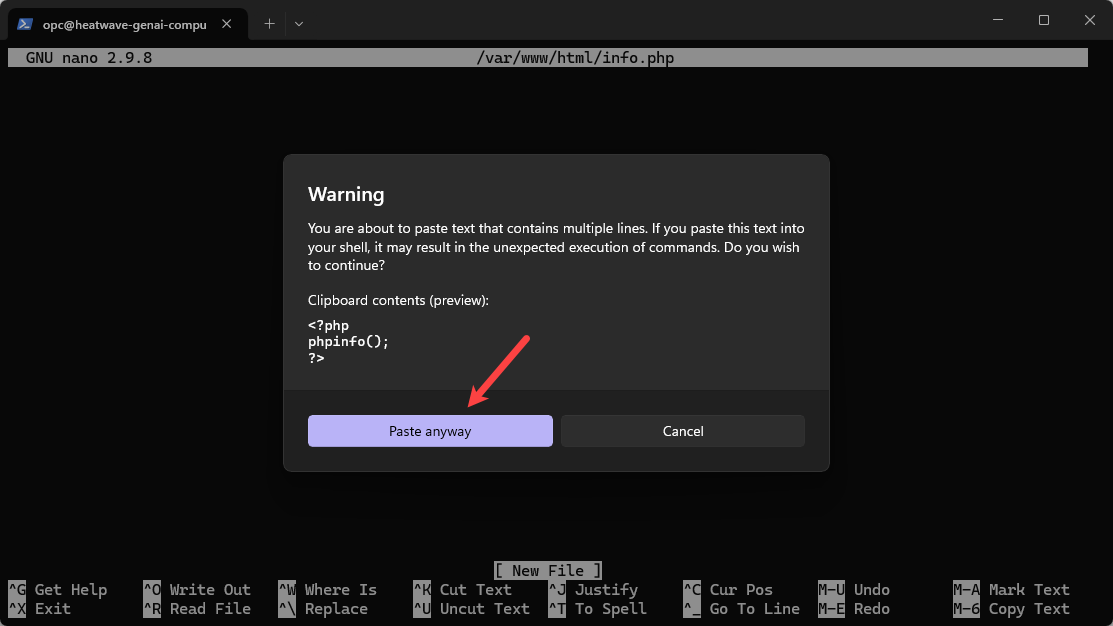 opc@heatwave-genai-compu
GNU nano 2.9.8 /var/www/html/info.php
Warning
You are about to paste text that contains multiple lines. If you paste this text into
your shell, it may result in the unexpected execution of commands. Do you wish
to continue?
Clipboard contents (preview):
<?php
phpinfo();
?>
Paste anyway Cancel
[ New File ]
^G Get Help ^O Write Out ^W Where Is ^K Cut Text ^J Justify ^C Cur Pos M-U Undo M-A Mark Text
^X Exit ^R Read File ^\ Replace ^U Uncut Text ^T To Spell ^_ Go To Line M-E Redo M-6 Copy Text